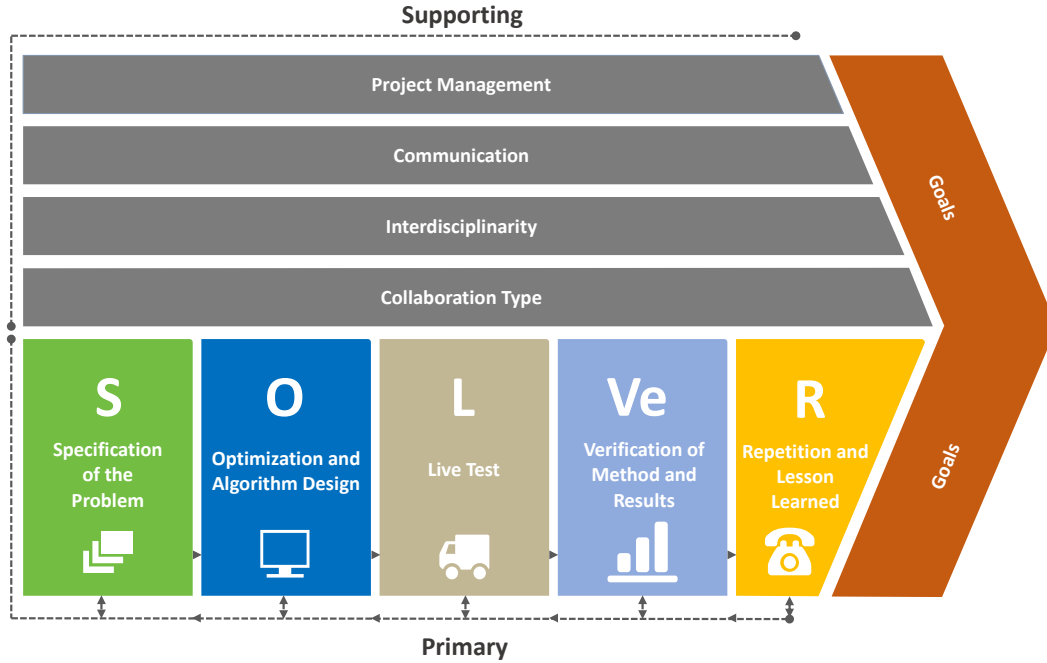 Supporting
Project Management
Communication
Interdisciplinarity
Collaboration Type
Goals
S
Specification
of the
Problem
O
Optimization and
Algorithm Design
L
Live Test
Ve
Verification of
Method and
Results
R
Repetition and
Lesson
Learned
Goals
Primary